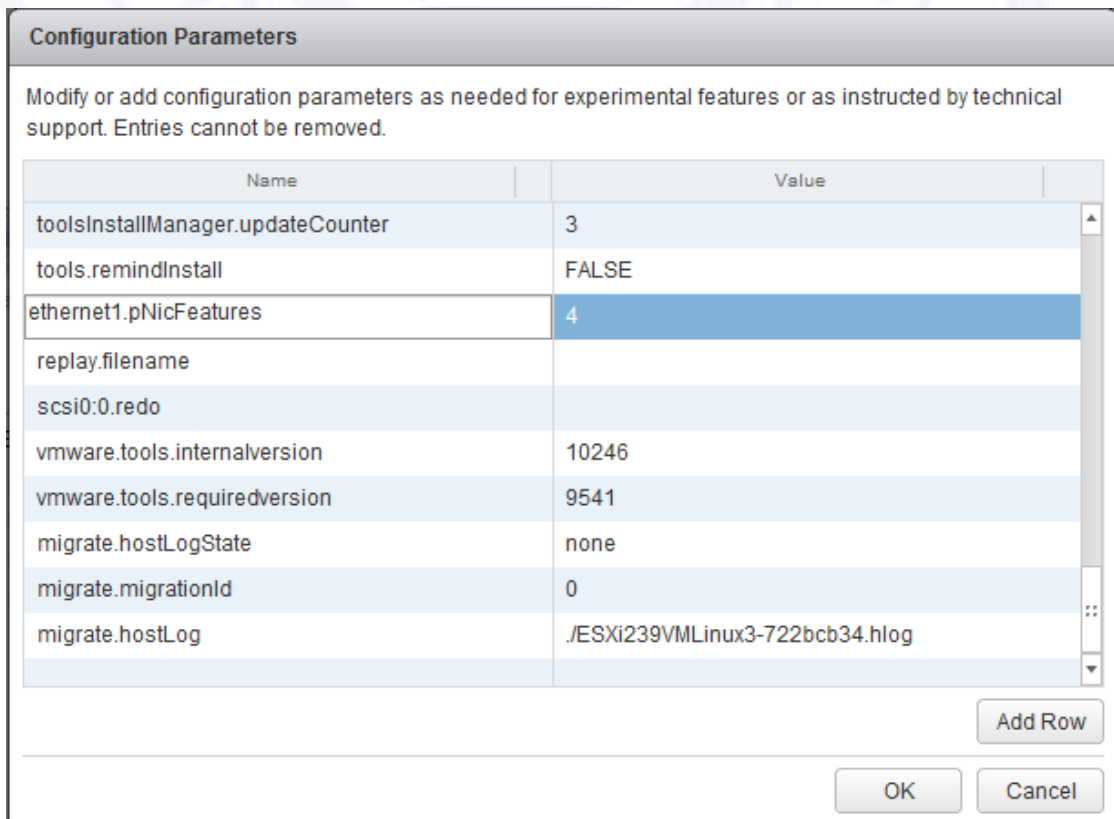 Configuration Parameters
Modify or add configuration parameters as needed for experimental features or as instructed by technical
support. Entries cannot be removed.
Name Value
toolsInstallManager.updateCounter 3
tools.remindInstall FALSE
ethernet1.pNicFeatures 4
replay.filename
scsi0:0.redo
vmware.tools.internalversion 10246
vmware.tools.requiredversion 9541
migrate.hostLogState none
migrate.migrationId 0
migrate.hostLog ./ESXi239VMLinux3-722bcb34.hlog
Add Row
OK Cancel